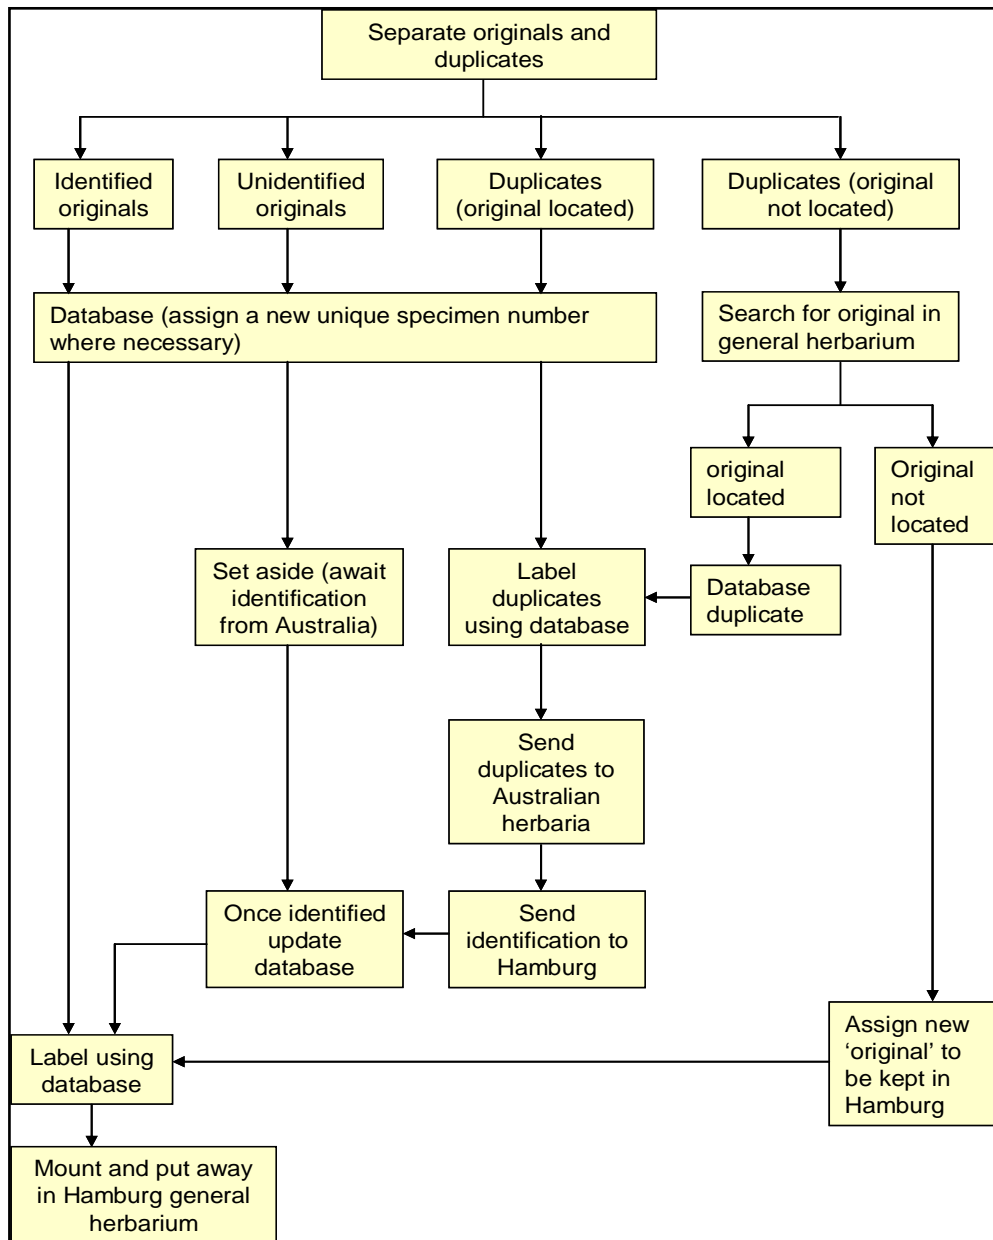 Separate originals and
duplicates
Identified
originals
Unidentified
originals
Duplicates
(original located)
Duplicates (original
not located)
Database (assign a new unique specimen number
where necessary)
Search for original in
general herbarium
original
located
Original
not
located
Set aside (await
identification
from Australia)
Label
duplicates
using database
Database
duplicate
Send
duplicates to
Australian
herbaria
Once identified
update
database
Send
identification to
Hamburg
Label using
database
Assign new
‘original’ to
be kept in
Hamburg
Mount and put away
in Hamburg general
herbarium